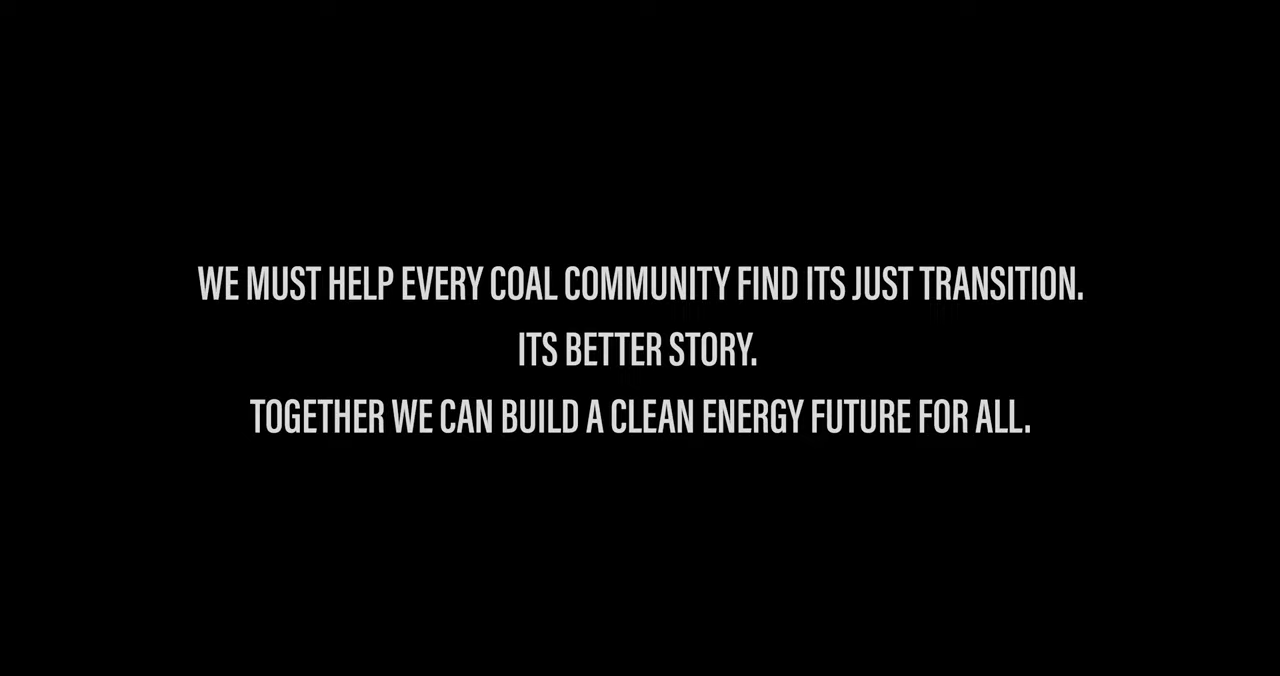 WE MUST HELP EVERY COAL COMMUNITY FIND ITS JUST TRANSITION.
ITS BETTER STORY.
TOGETHER WE CAN BUILD A CLEAN ENERGY FUTURE FOR ALL.